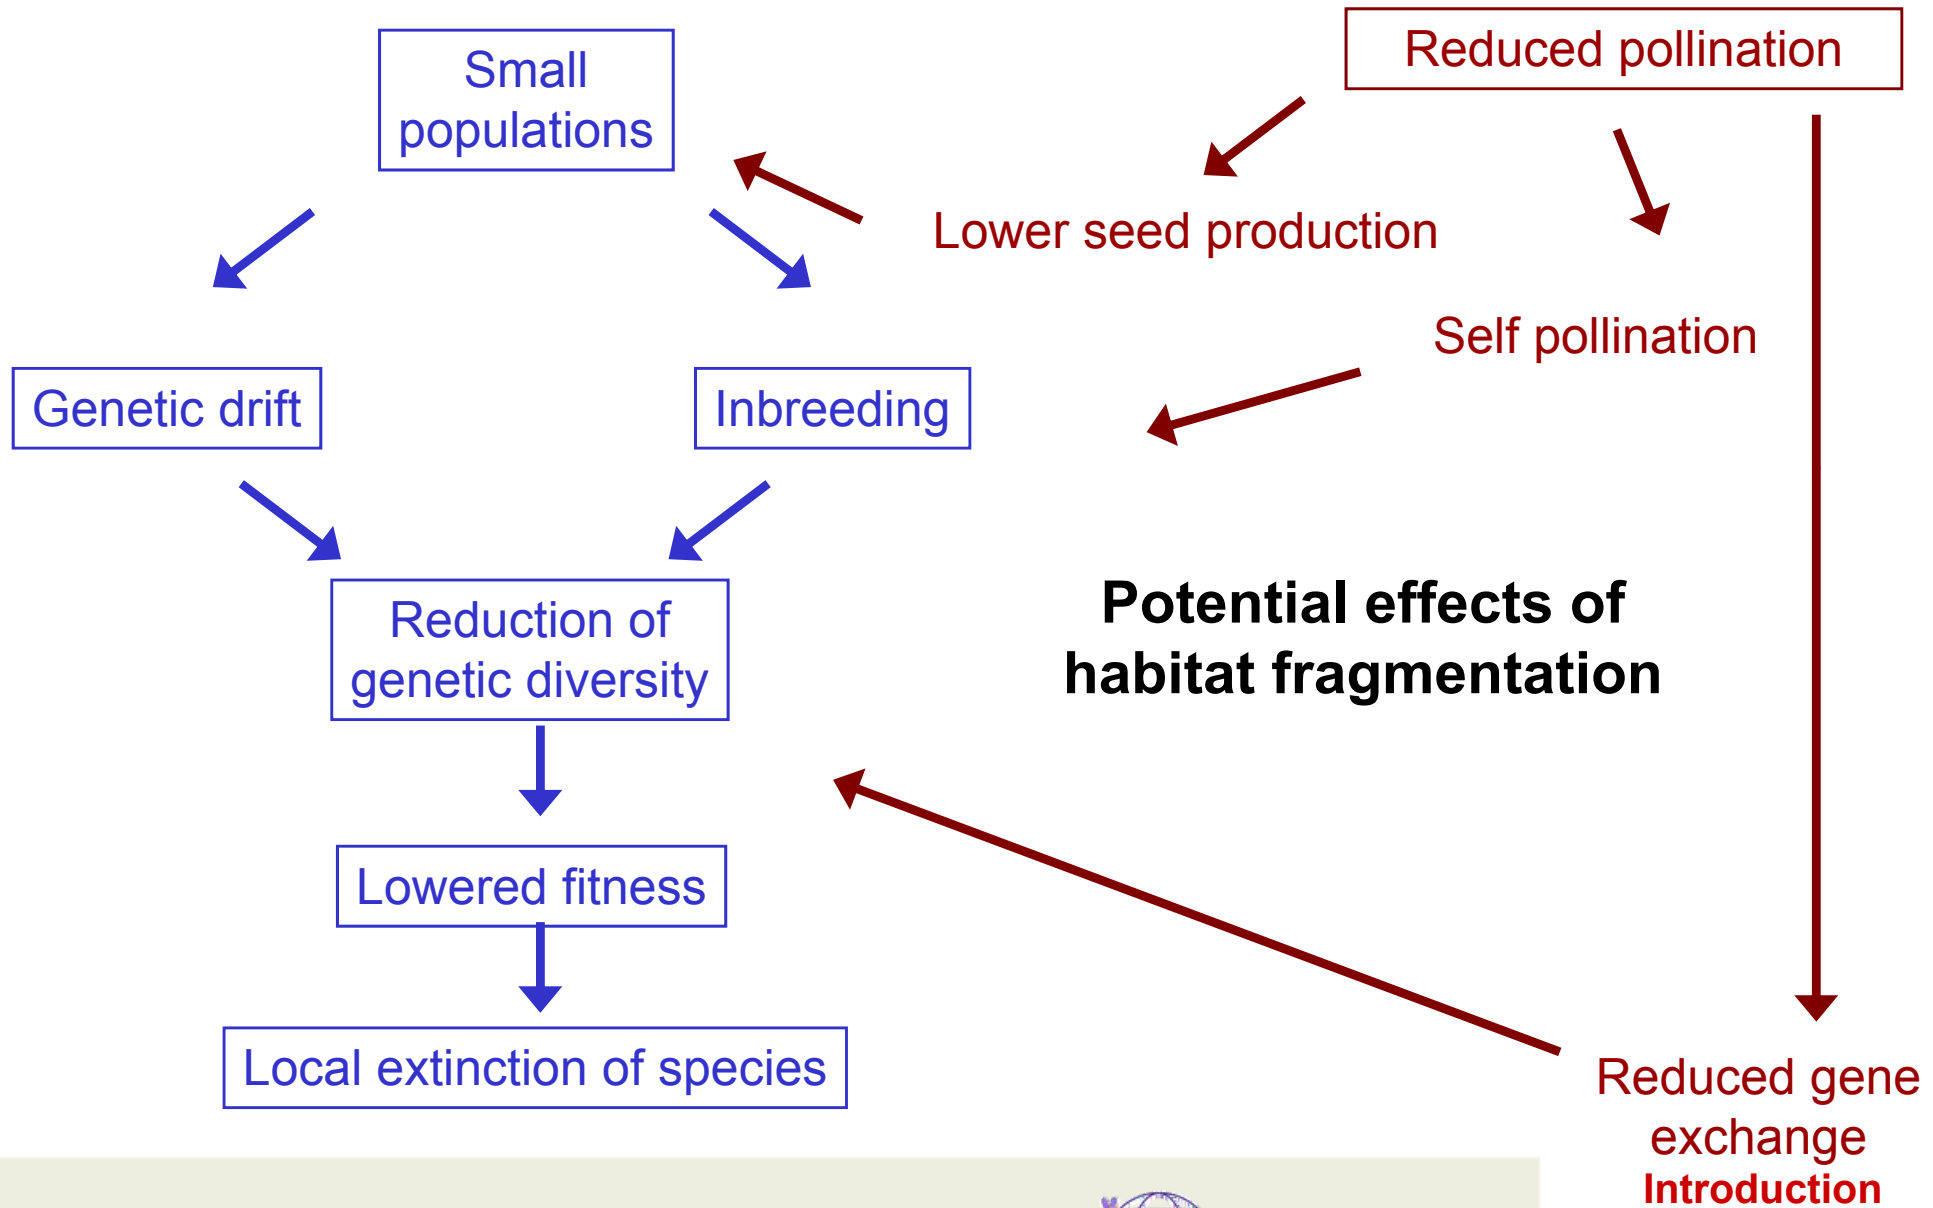 Small
populations
Reduced pollination
Lower seed production
Self pollination
Genetic drift
Inbreeding
Reduction of
genetic diversity
Potential effects of
habitat fragmentation
Lowered fitness
Local extinction of species
Reduced gene
exchange
Introduction